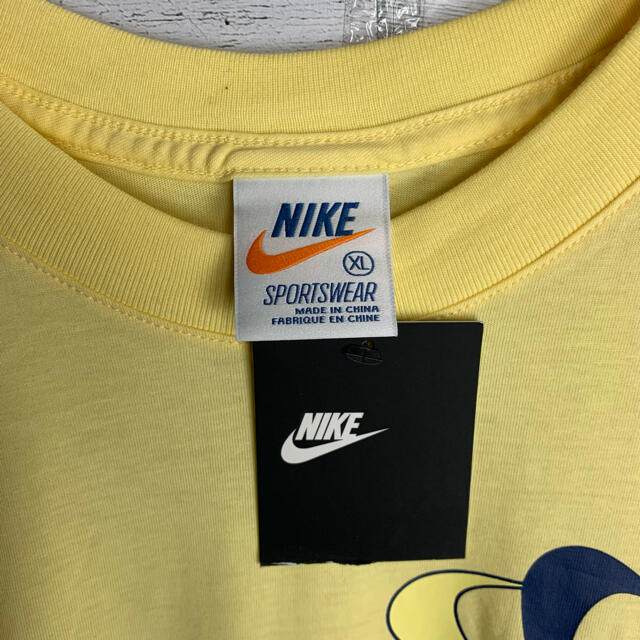 NIKE
XL
SPORTSWEAR
MADE IN CHINA
FABRIQUE EN CHINE
NIKE